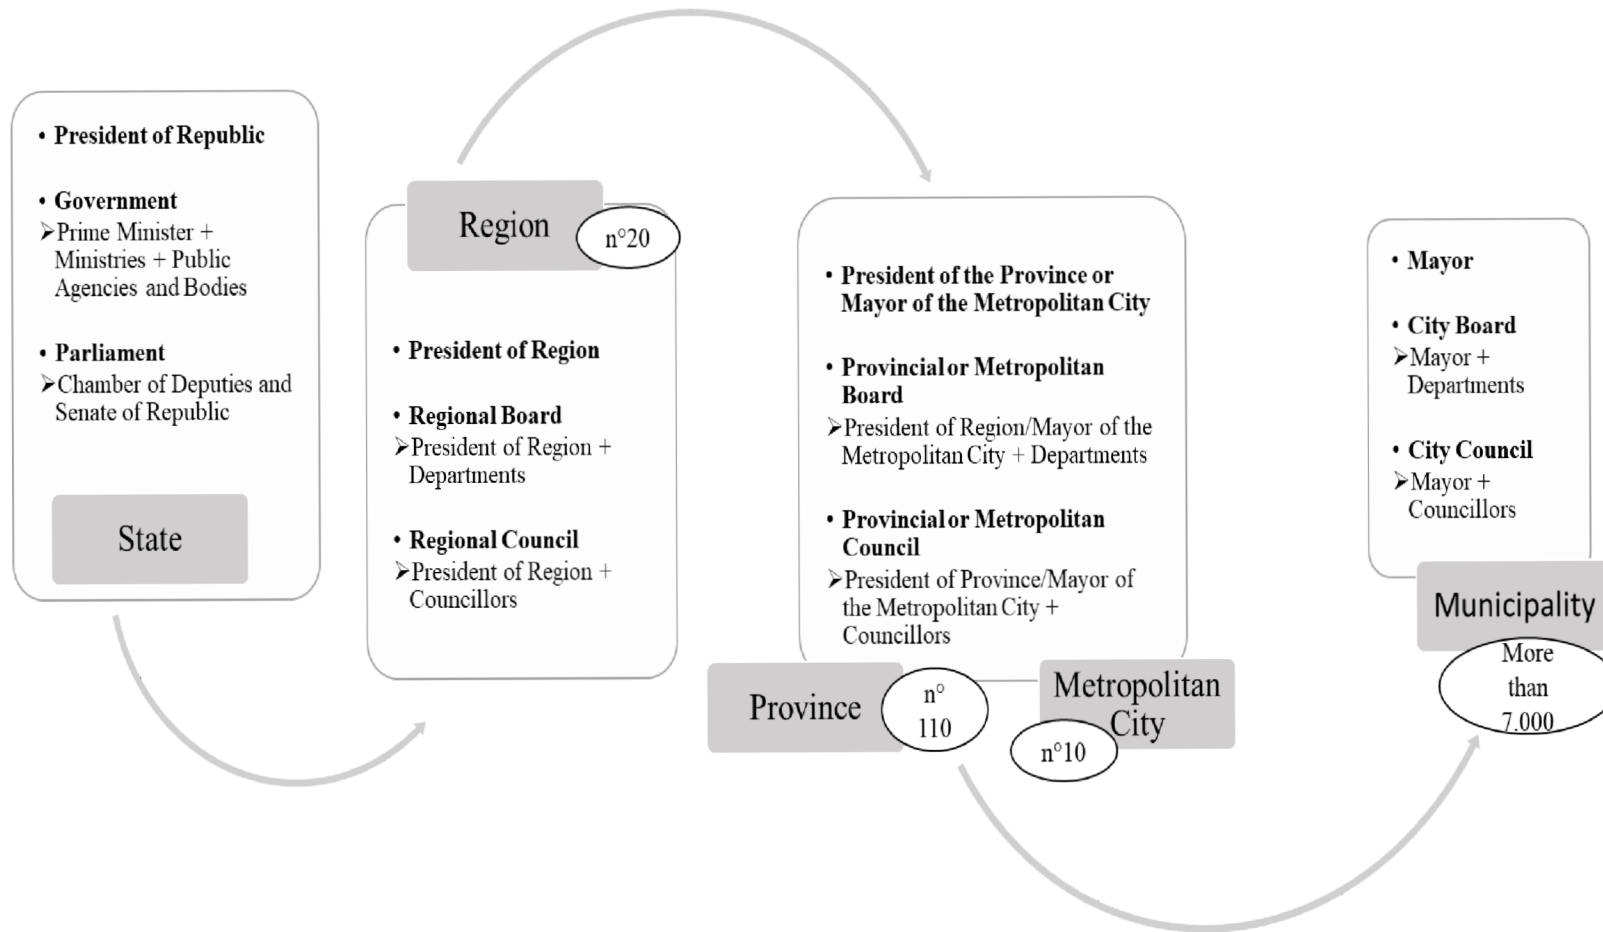 • President of Republic
• Government
➢Prime Minister +
Ministries + Public
Agencies and Bodies
• Parliament
➢Chamber of Deputies and
Senate of Republic
State
Region
n°20
• President of Region
• Regional Board
➢President of Region +
Departments
• Regional Council
➢President of Region +
Councillors
• President of the Province or
Mayor of the Metropolitan City
• Provincial or Metropolitan
Board
➢President of Region/Mayor of the
Metropolitan City + Departments
• Provincial or Metropolitan
Council
➢President of Province/Mayor of
the Metropolitan City +
Councillors
Province
n°
110
Metropolitan
City
n°10
• Mayor
• City Board
➢Mayor +
Departments
• City Council
➢Mayor +
Councillors
Municipality
More
than
7.000